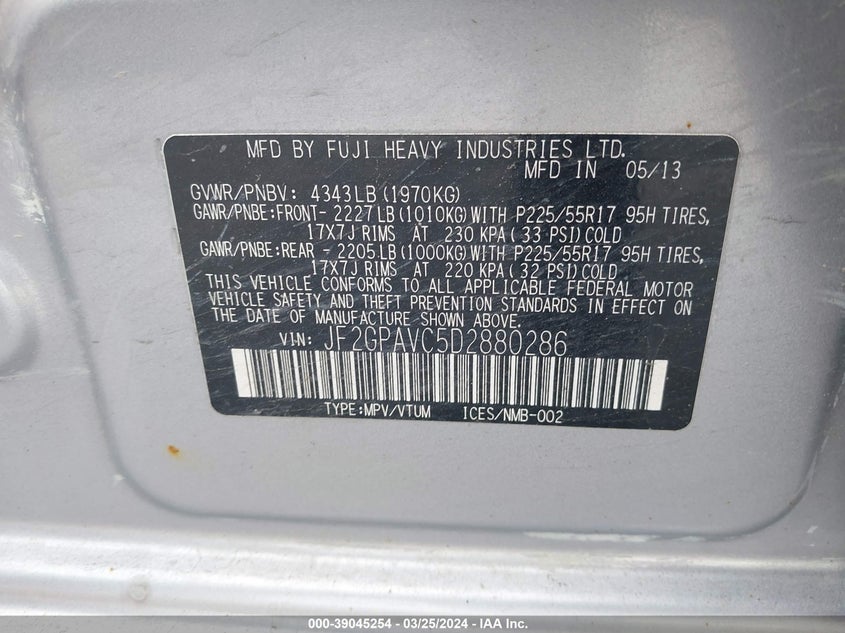 MFD BY FUJI HEAVY INDUSTRIES LTD.
MFD IN 05/13
GVWR/PNBV: 4343LB(1970KG)
GAWR/PNBE:FRONT- 2227LB(1010KG)WITH P225/55R17 95H TIRES,
17X7J RIMS AT 230 KPA( 33 PSI)COLD
GAWR/PNBE:REAR - 2205LB(1000KG)WITH P225/55R17 95H TIRES,
17X7J RIMS AT 220 KPA( 32 PSI)COLD
THIS VEHICLE CONFORMS TO ALL APPLICABLE FEDERAL MOTOR
VEHICLE SAFETY AND THEFT PREVENTION STANDARDS IN EFFECT ON
THE DATE OF MANUFACTURE SHOWN ABOVE.
VIN: JF2GPAVC5D2880286
TYPE:MPV/VTUM ICES/NMB-002
000-39045254 - 03/25/2024 - IAA Inc.